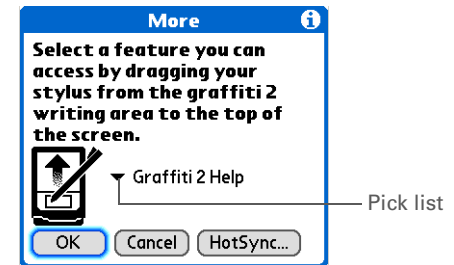 More
Select a feature you can
access by dragging your
stylus from the graffiti 2
writing area to the top of
the screen.
Graffiti 2 Help
Pick list
OK Cancel HotSync...